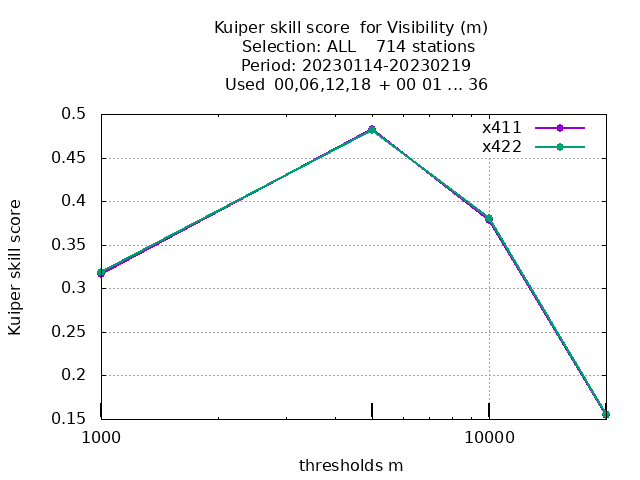 Kuiper skill score  for Visibility (m)
Selection: ALL    714 stations
Period: 20230114-20230219
Used  00,06,12,18  + 00 01 ... 36
x411
x422
0.5
0.45
0.4
0.35
0.3
0.25
0.2
0.15
Kuiper skill score
1000
10000
thresholds m